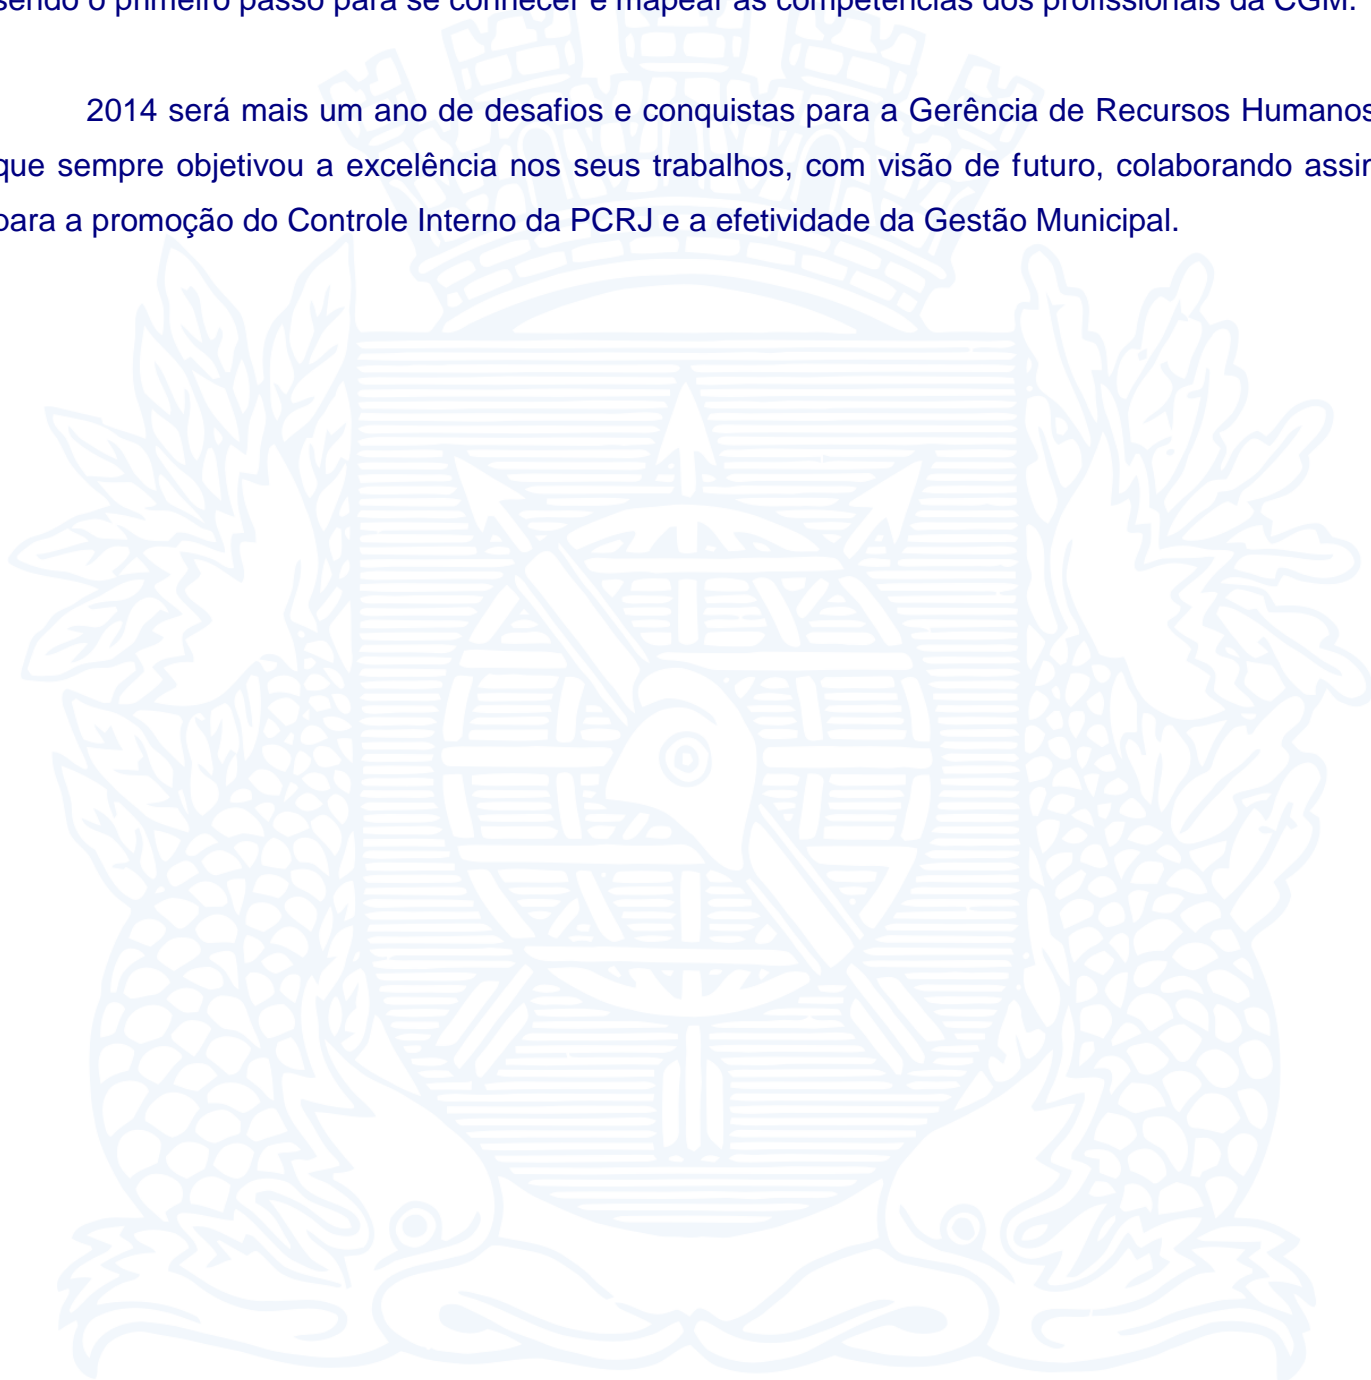 sendo o primeiro passo para se conhecer e mapear as competências dos profissionais da CGM.
2014 será mais um ano de desafios e conquistas para a Gerência de Recursos Humanos
que sempre objetivou a excelência nos seus trabalhos, com visão de futuro, colaborando assim
para a promoção do Controle Interno da PCRJ e a efetividade da Gestão Municipal.